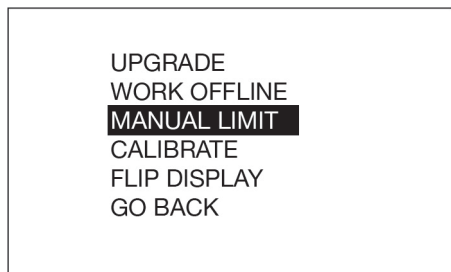 UPGRADE
WORK OFFLINE
MANUAL LIMIT
CALIBRATE
FLIP DISPLAY
GO BACK